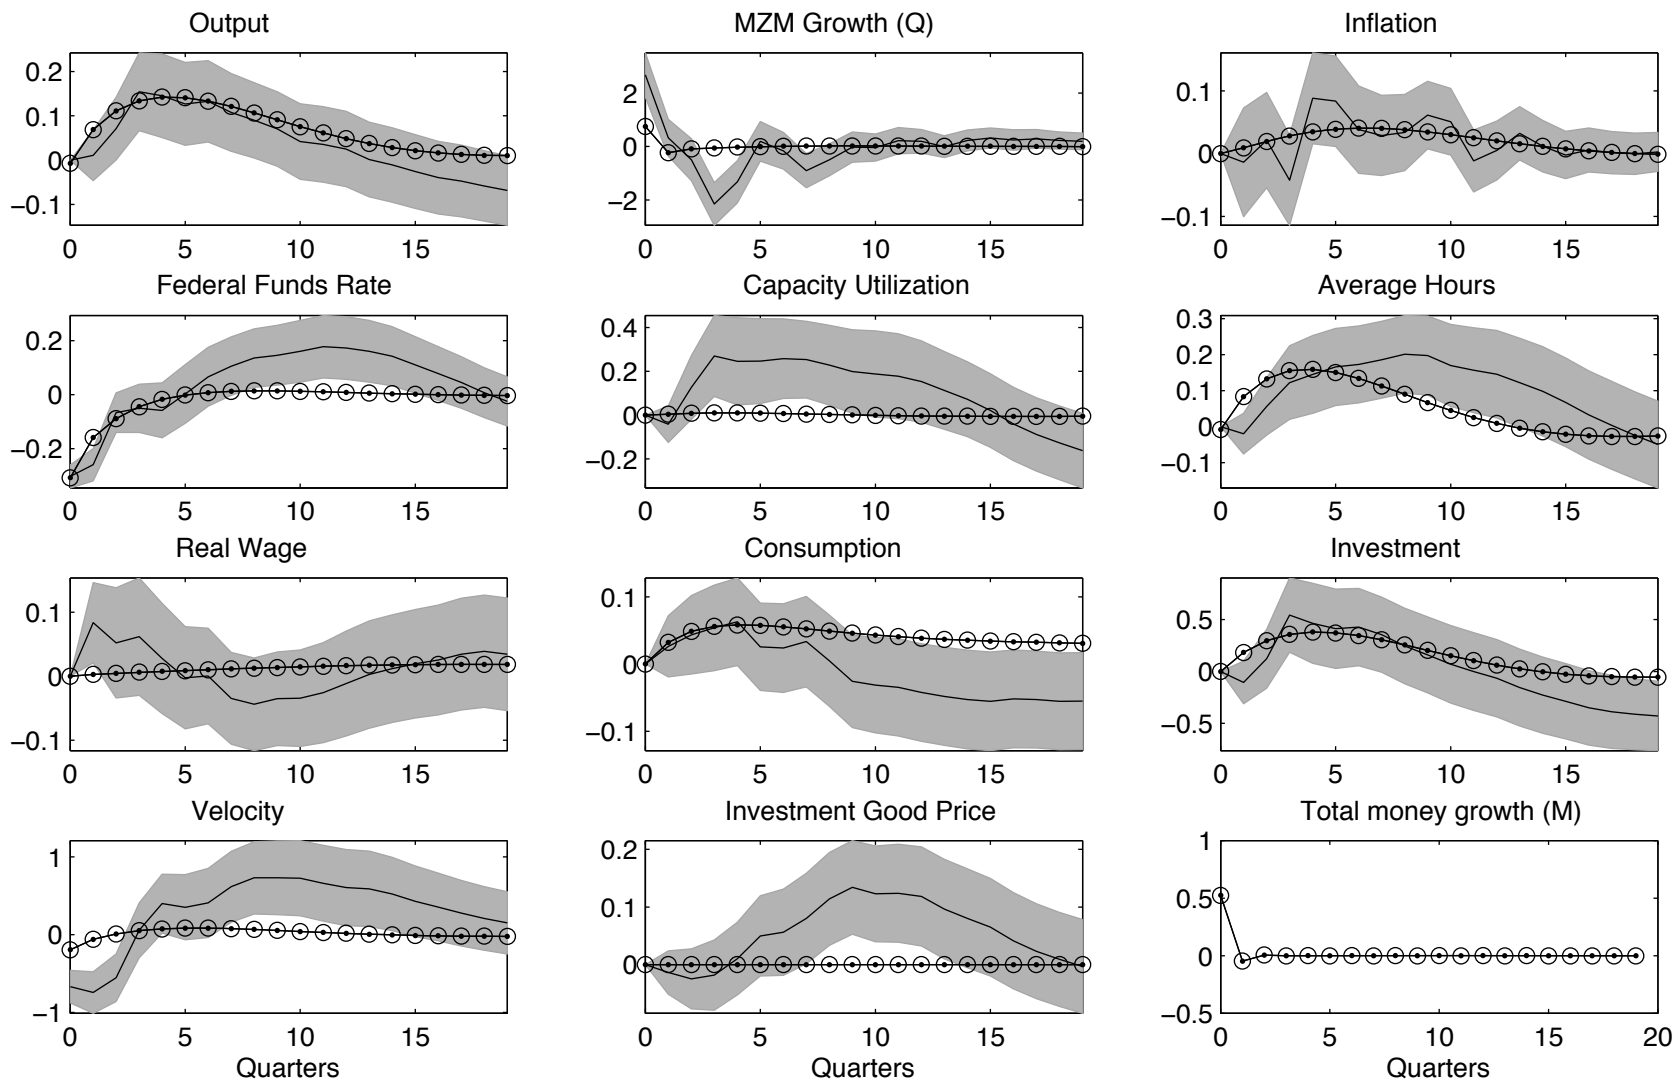 Output
0.2
0.1
0
−0.1
0 5 10 15
MZM Growth (Q)
2
0
−2
0 5 10 15
Inflation
0.1
0
−0.1
0 5 10 15 20
Federal Funds Rate
0.2
0
−0.2
0 5 10 15
Capacity Utilization
0.4
0.2
0
−0.2
0 5 10 15
Average Hours
0.3
0.2
0.1
0
−0.1
0 5 10 15 20
Real Wage
0.1
0
−0.1
0 5 10 15
Consumption
0.1
0
−0.1
0 5 10 15
Investment
0.5
0
−0.5
0 5 10 15 20
Velocity
1
0
−1
0 5 10 15
Quarters
Investment Good Price
0.2
0.1
0
0 5 10 15
Quarters
Total money growth (M)
1
0.5
0
−0.5
0 5 10 15 20
Quarters